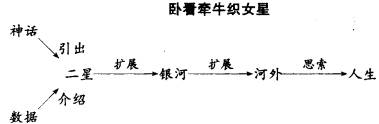 卧看牵牛织女星
神话
引出
二星 扩展 银河 扩展 河外 思索 人生
介绍
数据